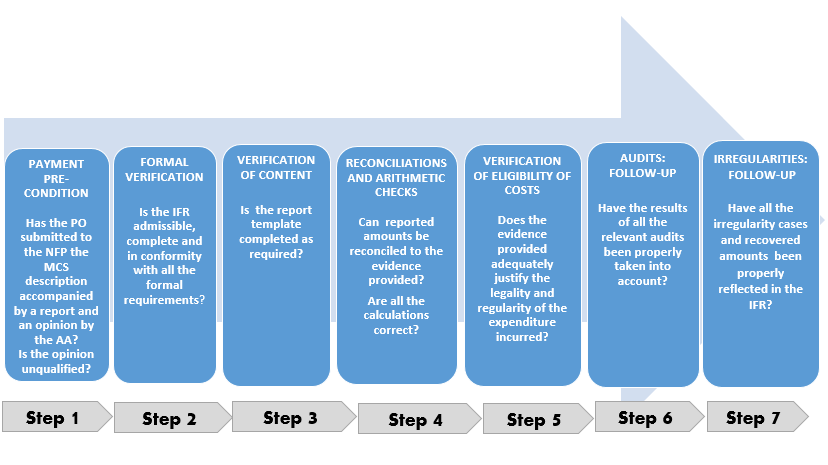 PAYMENT
PRE-
CONDITION
Has the PO
submitted to
the NFP the
MCS
description
accompanied
by a report and
an opinion by
the AA?
Is the opinion
unqualified?
FORMAL
VERIFICATION
Is the IFR
admissible,
complete and
in conformity
with all the
formal
requirements?
VERIFICATION
OF CONTENT
Is the report
template
completed as
required?
RECONCILIATIONS
AND ARITHMETIC
CHECKS
Can reported
amounts be
reconciled to the
evidence
provided?
Are all the
calculations
correct?
VERIFICATION
OF ELIGIBILITY OF
COSTS
Does the
evidence
provided
adequately
justify the
legality and
regularity of the
expenditure
incurred?
AUDITS:
FOLLOW-UP
Have the results
of all the
relevant audits
been properly
taken into
account?
IRREGULARITIES:
FOLLOW-UP
Have all the
irregularity cases
and recovered
amounts been
properly
reflected in the
IFR?
Step 1
Step 2
Step 3
Step 4
Step 5
Step 6
Step 7